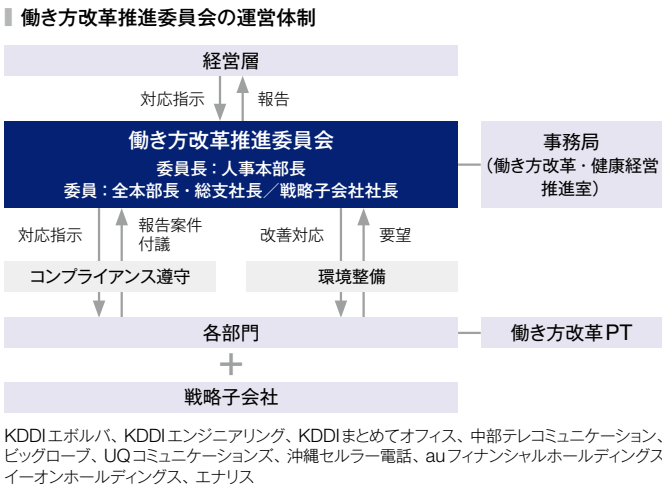 働き方改革推進委員会の運営体制
経営層
対応指示
報告
働き方改革推進委員会
委員長：人事本部長
委員：全本部長・総支社長／戦略子会社社長
事務局
（働き方改革・健康経営
推進室）
対応指示
報告案件
付議
改善対応
要望
コンプライアンス遵守
環境整備
各部門
働き方改革PT
＋
戦略子会社
KDDIエボルバ、KDDIエンジニアリング、KDDIまとめてオフィス、中部テレコミュニケーション、
ビッグローブ、UQコミュニケーションズ、沖縄セルラー電話、auフィナンシャルホールディングス
イーオンホールディングス、エナリス